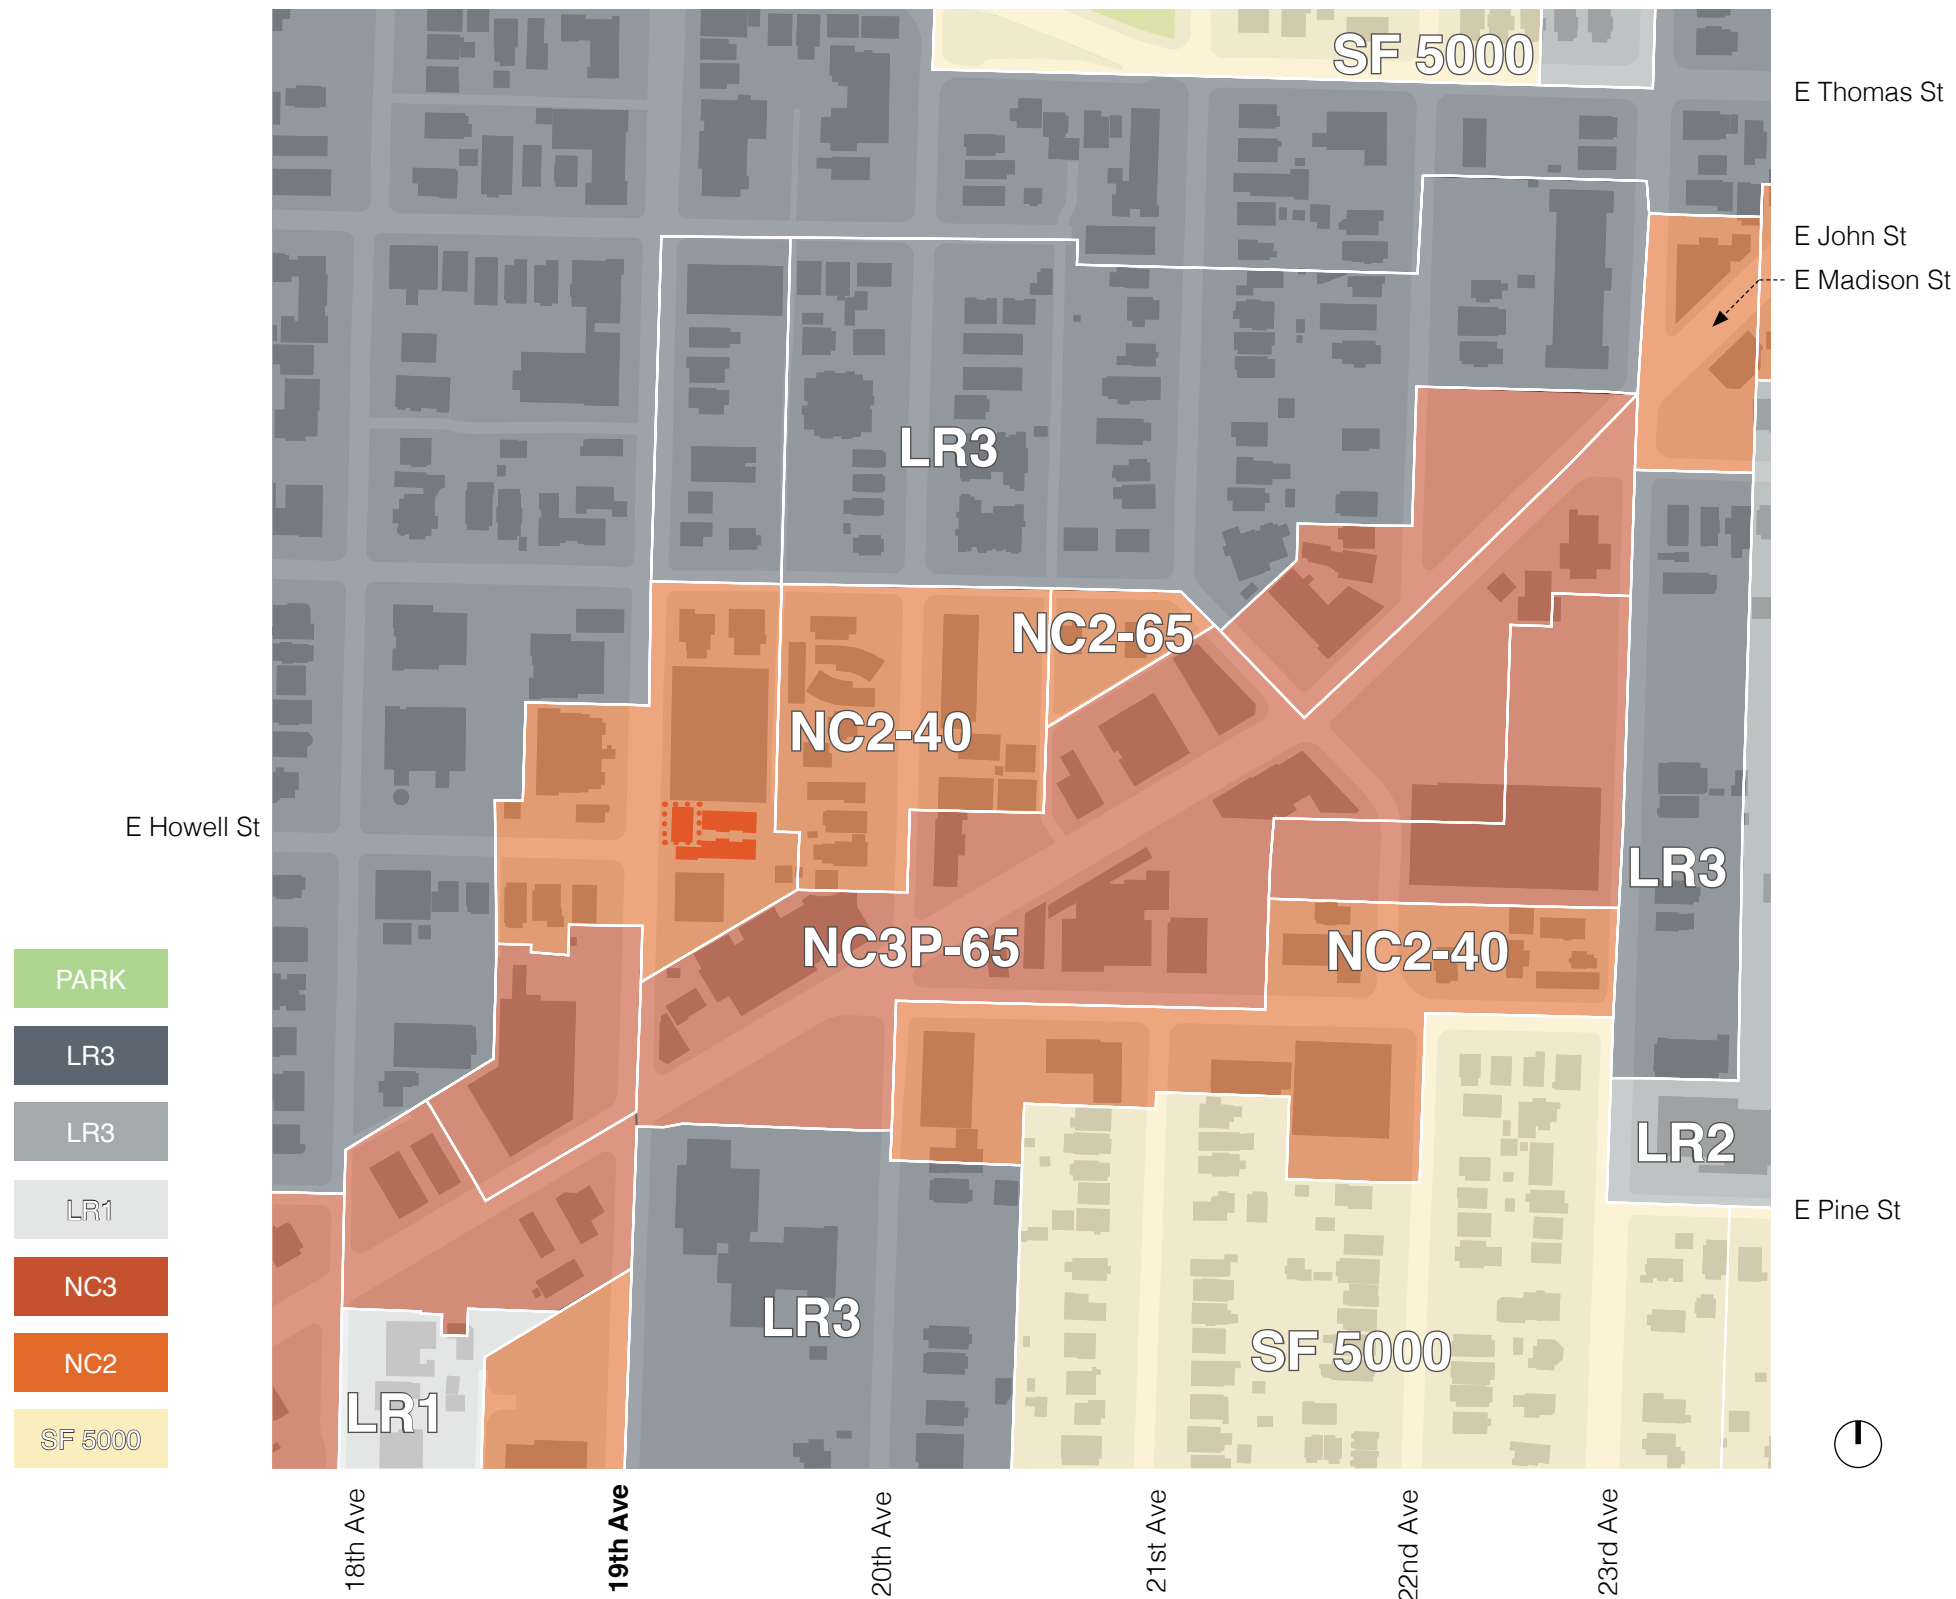 SF 5000
E Thomas St
E John St
E Madison St
LR3
NC2-65
NC2-40
E Howell St
LR3
NC3P-65
NC2-40
PARK
LR3
LR3
LR1
NC3
NC2
SF 5000
LR2
E Pine St
LR3
SF 5000
LR1
18th Ave
19th Ave
20th Ave
21st Ave
22nd Ave
23rd Ave